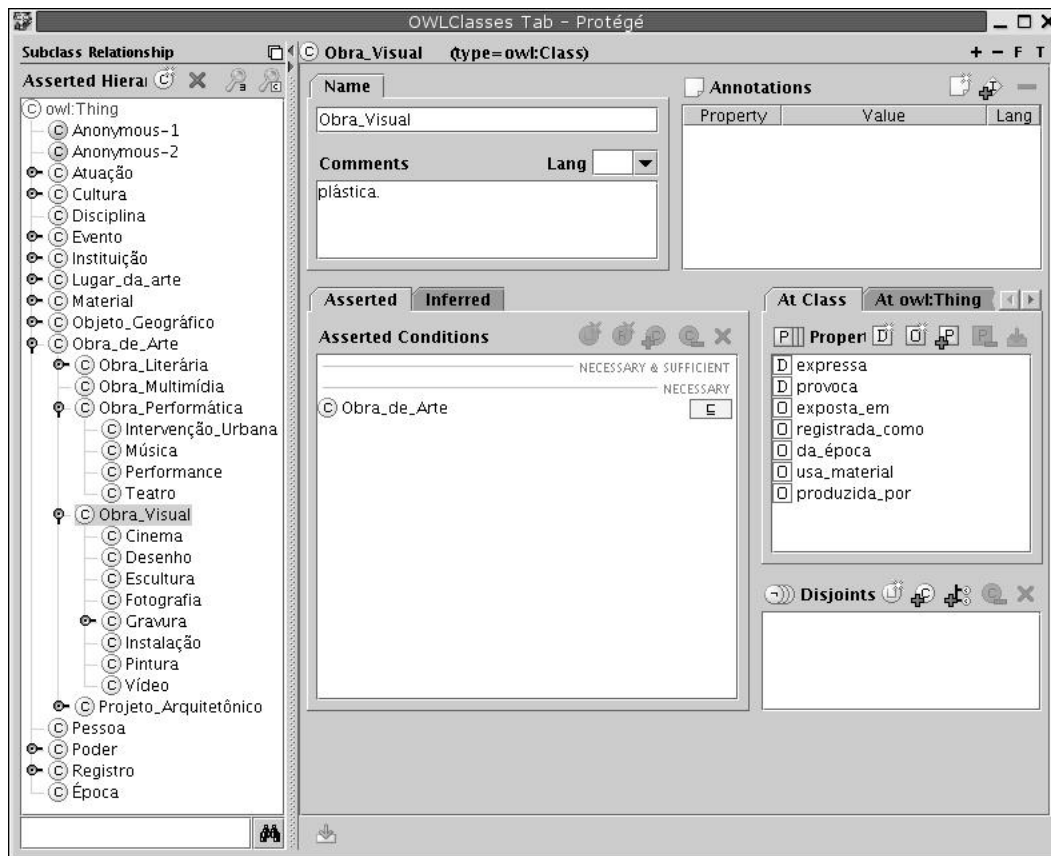 OWLClasses Tab – Protégé
Subclass Relationship
Asserted Hierar
C owl:Thing
C Anonymous-1
C Anonymous-2
C Atuação
C Cultura
C Disciplina
C Evento
C Instituição
C Lugar_da_arte
C Material
C Objeto_Geográfico
C Obra_de_Arte
C Obra_Literária
C Obra_Multimídia
C Obra_Performática
C Intervenção_Urbana
C Música
C Performance
C Teatro
C Obra_Visual
C Cinema
C Desenho
C Escultura
C Fotografia
C Gravura
C Instalação
C Pintura
C Vídeo
C Projeto_Arquitetônico
C Pessoa
C Poder
C Registro
C Época
C Obra_Visual (type=owl:Class)
+ − F T
Name
Obra_Visual
Comments Lang
plástica.
Annotations
Property Value Lang
Asserted Inferred
Asserted Conditions
NECESSARY & SUFFICIENT
NECESSARY
C Obra_de_Arte ⊑
At Class At owl:Thing
P Proper D O P P
D expressa
D provoca
O exposta_em
O registrada_como
O da_época
O usa_material
O produzida_por
Disjoints